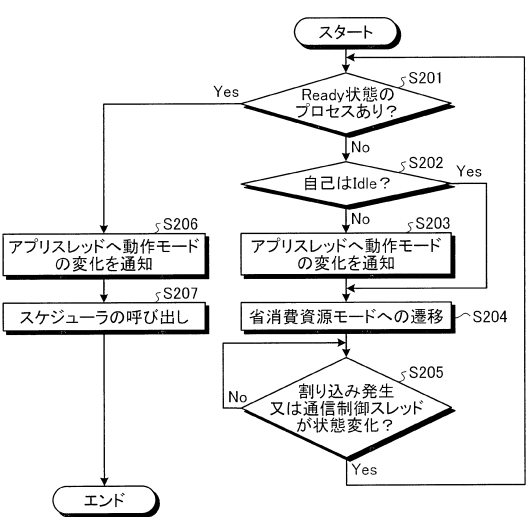 スタート
S201
Ready状態の
プロセスあり？
Yes
No
S202
自己はIdle？
Yes
No
S206
アプリスレッドへ動作モード
の変化を通知
S203
アプリスレッドへ動作モード
の変化を通知
S207
スケジューラの呼び出し
省消費資源モードへの遷移
S204
S205
割り込み発生
又は通信制御スレッド
が状態変化？
No
Yes
エンド